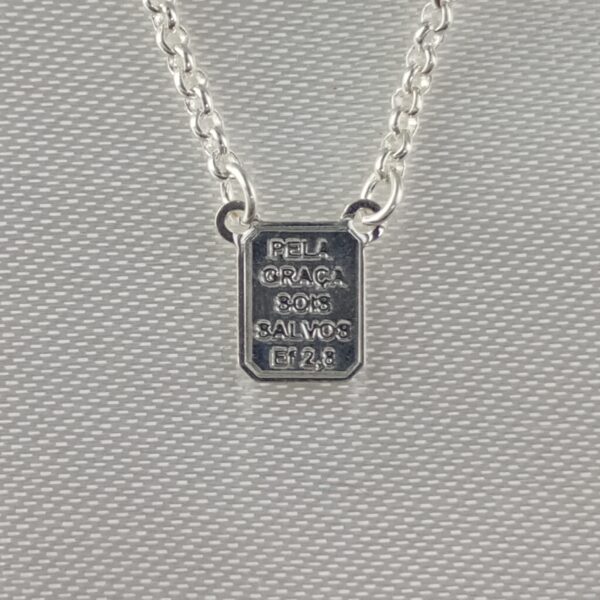 PELA
GRAÇA
SOIS
SALVOS
Ef 2,8